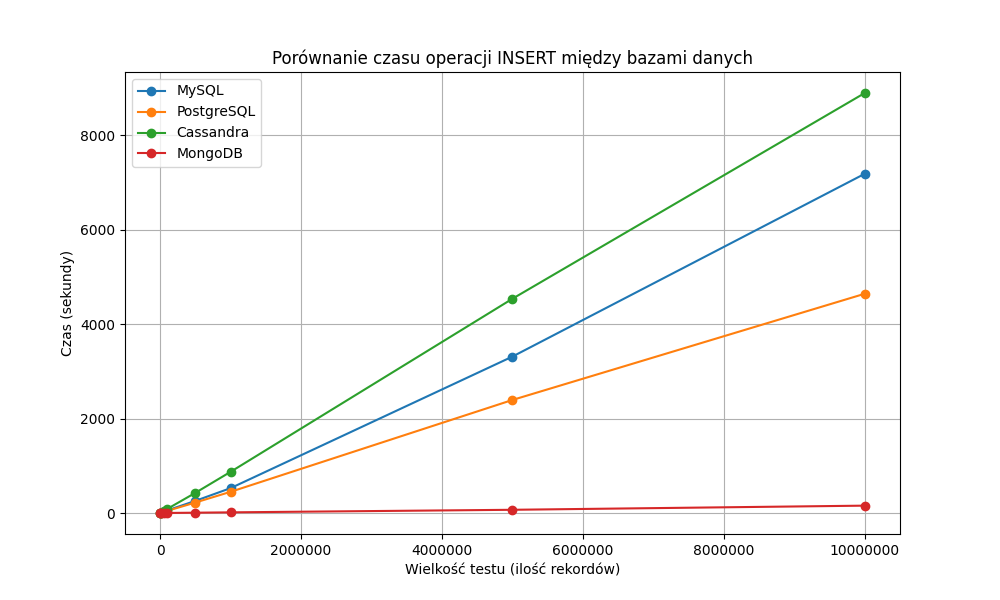 Porównanie czasu operacji INSERT między bazami danych
MySQL
PostgreSQL
Cassandra
MongoDB
8000
6000
4000
2000
0
Czas (sekundy)
0 2000000 4000000 6000000 8000000 10000000
Wielkość testu (ilość rekordów)